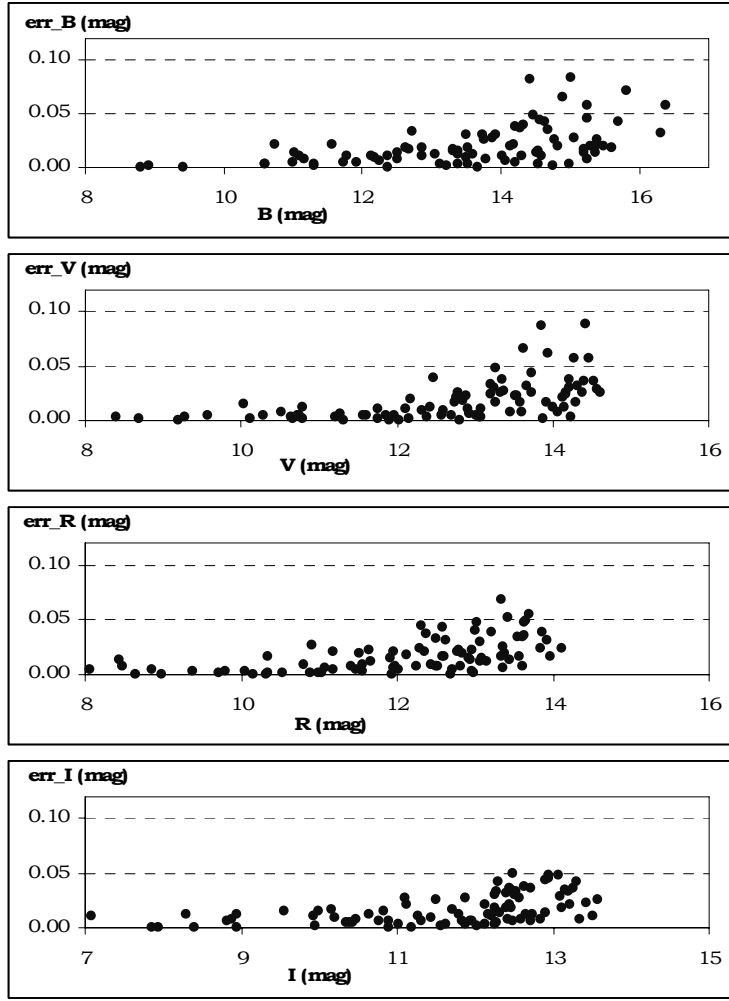 err_B (mag)
0.10
0.05
0.00
8 10 12 14 16
B (mag)
err_V (mag)
0.10
0.05
0.00
8 10 12 14 16
V (mag)
err_R (mag)
0.10
0.05
0.00
8 10 12 14 16
R (mag)
err_I (mag)
0.10
0.05
0.00
7 9 11 13 15
I (mag)